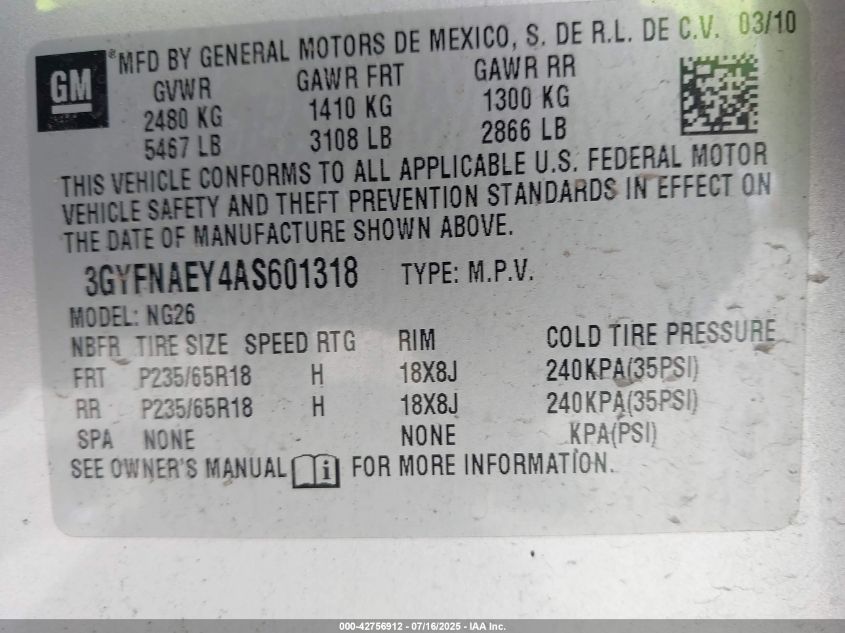 GM ® MFD BY GENERAL MOTORS DE MEXICO, S. DE R.L. DE C.V. 03/10
GVWR GAWR FRT GAWR RR
2480 KG 1410 KG 1300 KG
5467 LB 3108 LB 2866 LB
THIS VEHICLE CONFORMS TO ALL APPLICABLE U.S. FEDERAL MOTOR
VEHICLE SAFETY AND THEFT PREVENTION STANDARDS IN EFFECT ON
THE DATE OF MANUFACTURE SHOWN ABOVE.
3GYFNAEY4AS601318 TYPE: M.P.V.
MODEL: NG26
NBFR TIRE SIZE SPEED RTG RIM COLD TIRE PRESSURE
FRT P235/65R18 H 18X8J 240KPA(35PSI)
RR P235/65R18 H 18X8J 240KPA(35PSI)
SPA NONE NONE KPA(PSI)
SEE OWNER'S MANUAL i FOR MORE INFORMATION.
000-42756912 - 07/16/2025 - IAA Inc.